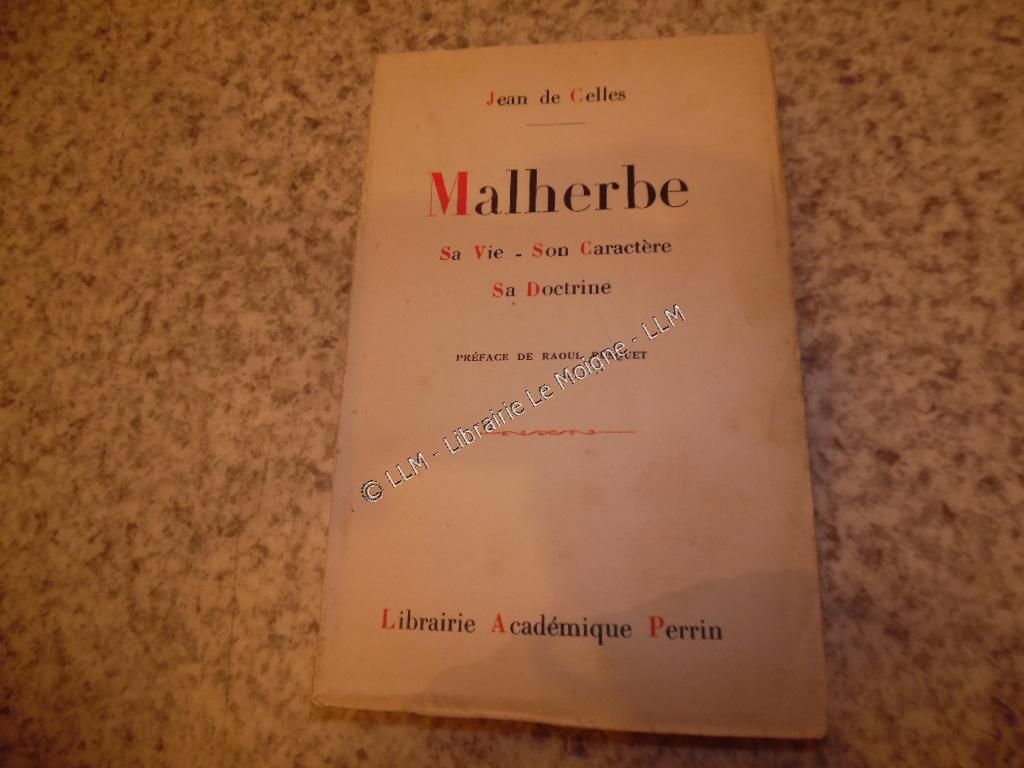 Jean de Celles
Malherbe
Sa Vie - Son Caractère
Sa Doctrine
PRÉFACE DE RAOUL
© LLM - Librairie Le Moigne - LLM
Librairie Académique Perrin